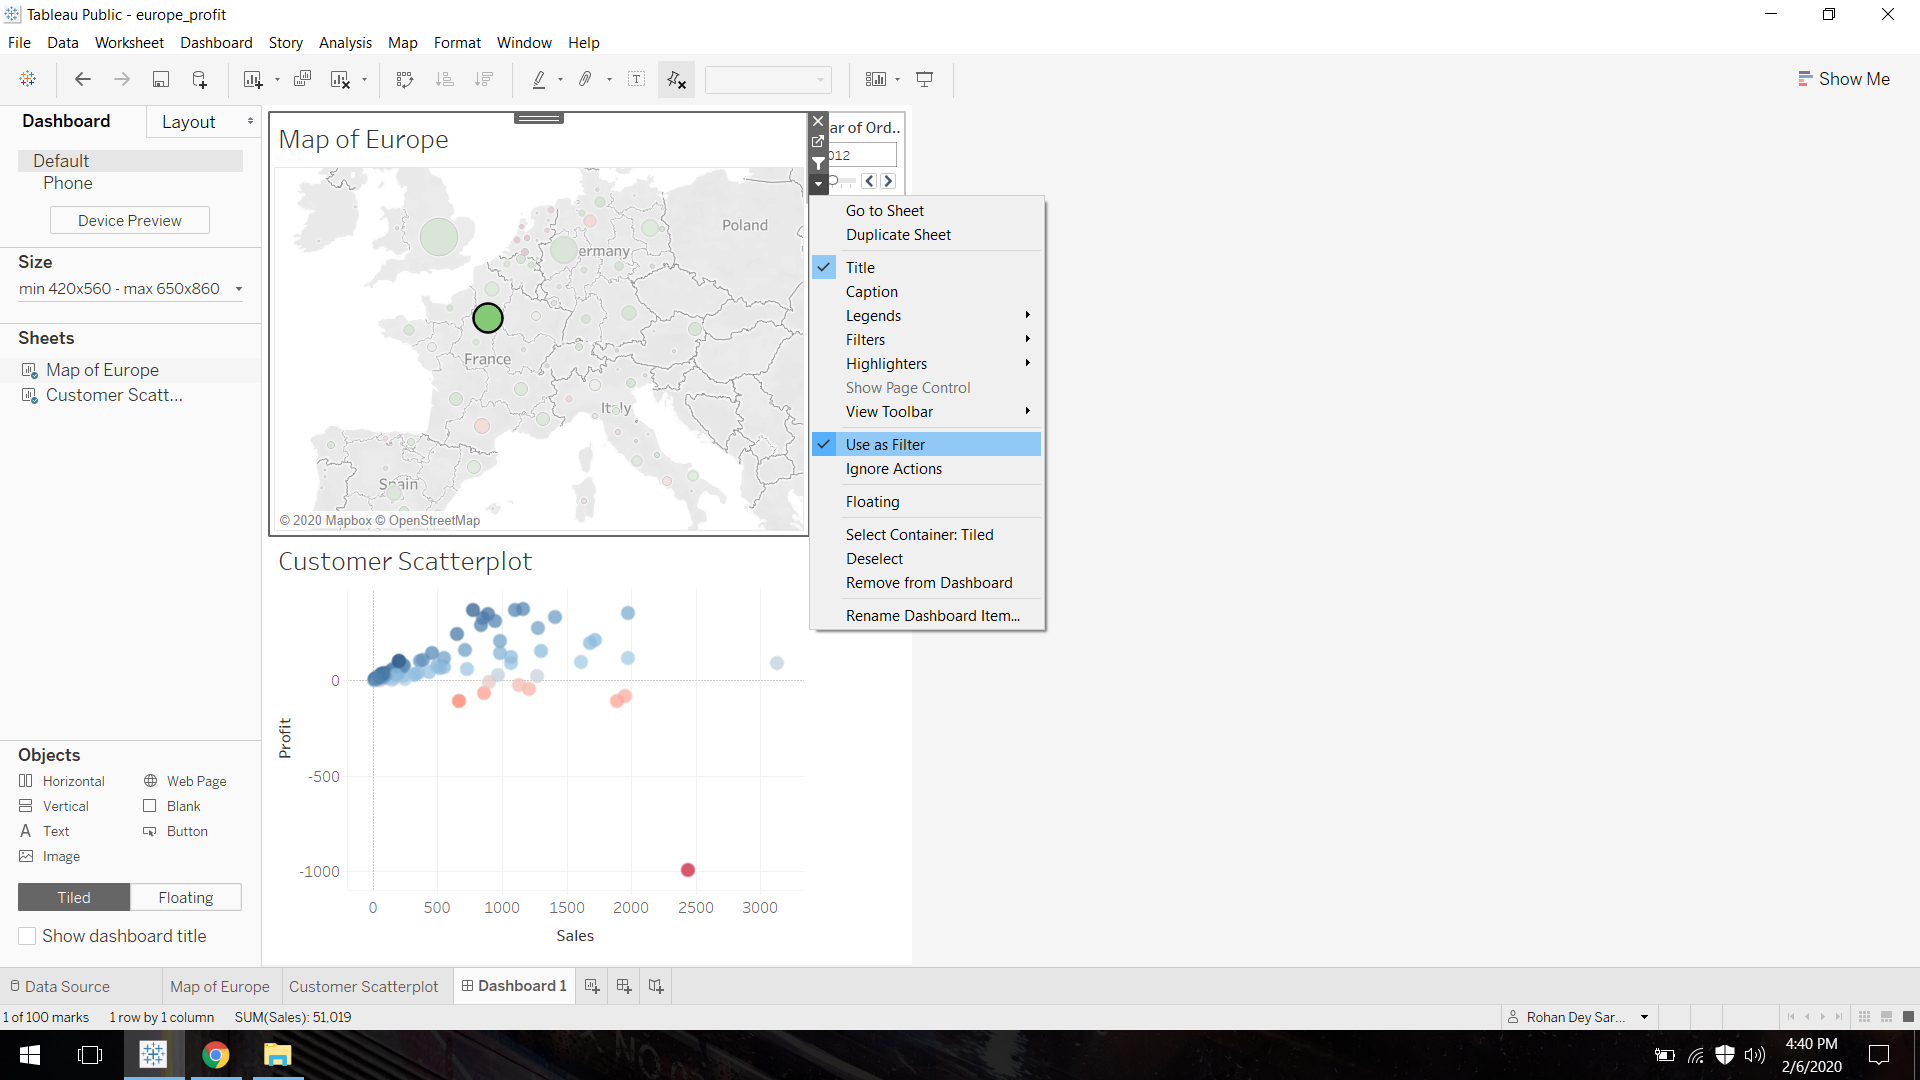 Tableau Public - europe_profit
File Data Worksheet Dashboard Story Analysis Map Format Window Help
Show Me
Dashboard Layout
Default
Phone
Device Preview
Size
min 420x560 - max 650x860
Sheets
Map of Europe
Customer Scatt...
Objects
Horizontal Web Page
Vertical Blank
Text Button
Image
Tiled Floating
Show dashboard title
Map of Europe
Poland
ermany
France
Italy
Spain
© 2020 Mapbox © OpenStreetMap
ar of Ord..
012
Go to Sheet
Duplicate Sheet
Title
Caption
Legends
Filters
Highlighters
Show Page Control
View Toolbar
Use as Filter
Ignore Actions
Floating
Select Container: Tiled
Deselect
Remove from Dashboard
Rename Dashboard Item...
Customer Scatterplot
Profit
0
-500
-1000
0 500 1000 1500 2000 2500 3000
Sales
Data Source Map of Europe Customer Scatterplot Dashboard 1
1 of 100 marks 1 row by 1 column SUM(Sales): 51,019 Rohan Dey Sar...
4:40 PM
2/6/2020